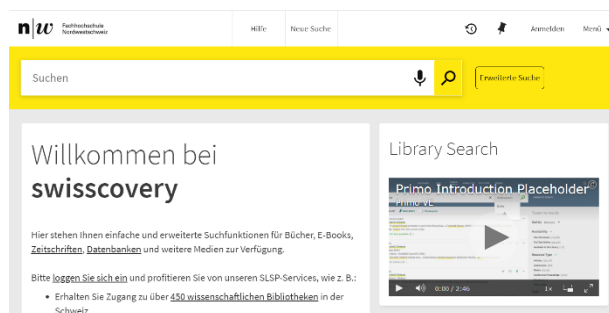 n|w Fachhochschule
Nordwestschweiz
Hilfe
Neue Suche
Anmelden
Menü
Suchen
Erweiterte Suche
Willkommen bei
swisscovery
Hier stehen Ihnen einfache und erweiterte Suchfunktionen für Bücher, E-Books,
Zeitschriften, Datenbanken und weitere Medien zur Verfügung.
Bitte loggen Sie sich ein und profitieren Sie von unseren SLSP-Services, wie z. B.:
• Erhalten Sie Zugang zu über 450 wissenschaftlichen Bibliotheken in der
Schweiz
Library Search
Primo Introduction Placeholder
Primo VE
0:00 / 2:46
1x